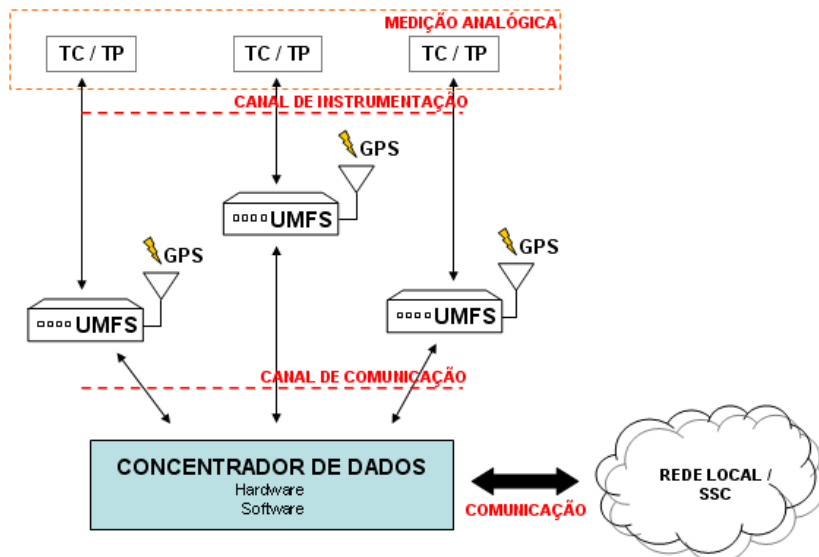 MEDIÇÃO ANALÓGICA
TC / TP
TC / TP
TC / TP
CANAL DE INSTRUMENTAÇÃO
GPS
UMFS
GPS
GPS
UMFS
UMFS
CANAL DE COMUNICAÇÃO
CONCENTRADOR DE DADOS
Hardware
Software
COMUNICAÇÃO
REDE LOCAL /
SSC